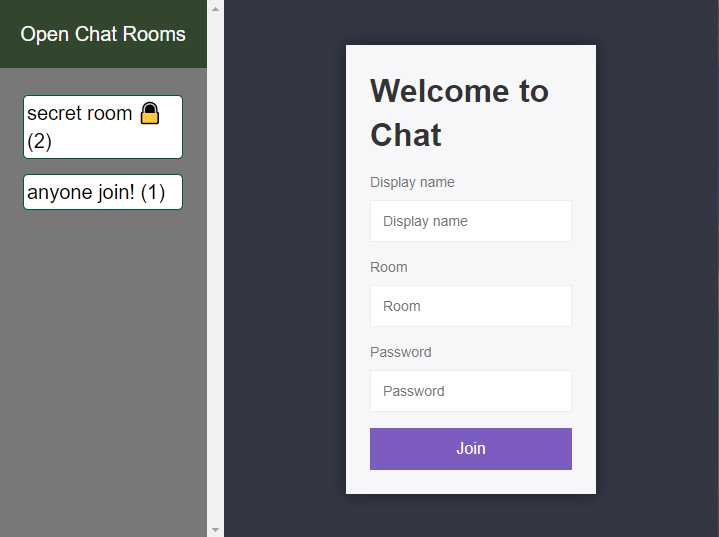 Open Chat Rooms
secret room 🔒
(2)
anyone join! (1)
Welcome to
Chat
Display name
Display name
Room
Room
Password
Password
Join